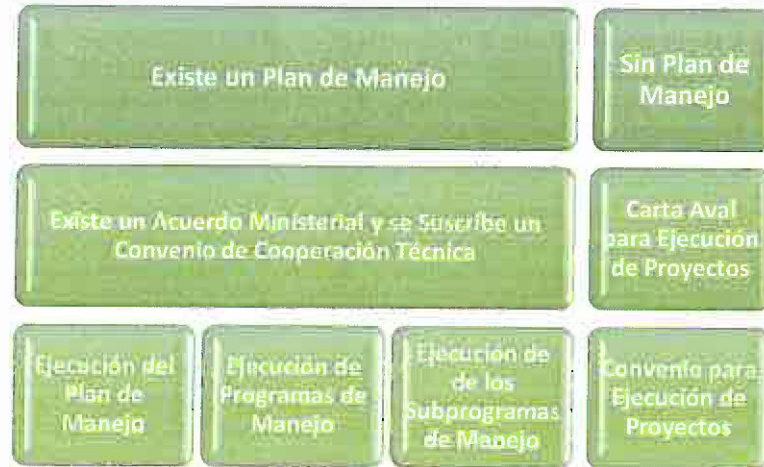 Existe un Plan de Manejo
Sin Plan de
Manejo
Existe un Acuerdo Ministerial y se Suscribe un
Convenio de Cooperación Técnica
Carta Aval
para Ejecución
de Proyectos
Ejecución del
Plan de
Manejo
Ejecución de
Programas de
Manejo
Ejecución de
de los
Subprogramas
de Manejo
Convenio para
Ejecución de
Proyectos